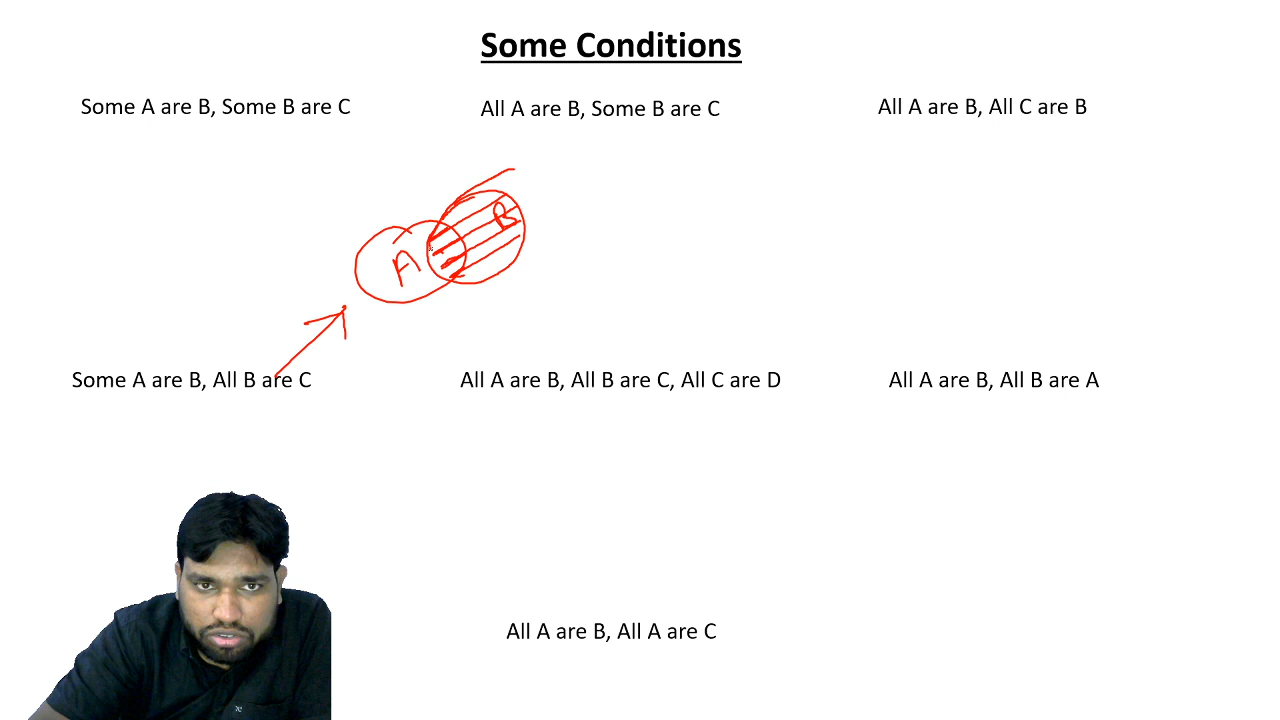 Some Conditions
Some A are B, Some B are C
All A are B, Some B are C
All A are B, All C are B
A
B
Some A are B, All B are C
All A are B, All B are C, All C are D
All A are B, All B are A
All A are B, All A are C